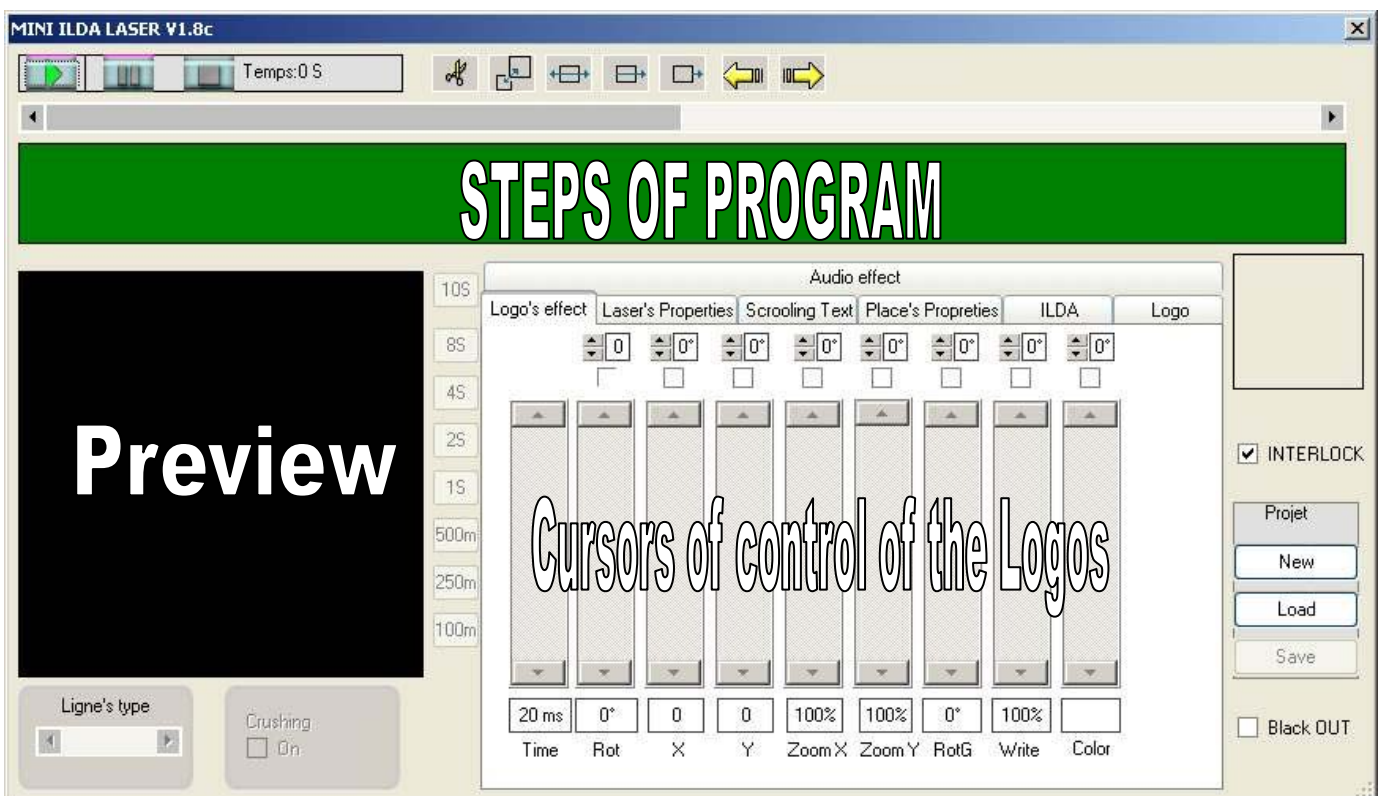 MINI ILDA LASER V1.8c
Temps:0 S
STEPS OF PROGRAM
Preview
10S
8S
4S
2S
1S
500m
250m
100m
Audio effect
Logo's effect Laser's Properties Scrooling Text Place's Propreties ILDA Logo
0 0° 0° 0° 0° 0° 0° 0°
Cursors of control of the Logos
20 ms 0° 0 0 100% 100% 0° 100%
Time Rot X Y Zoom X Zoom Y RotG Write Color
INTERLOCK
Projet
New
Load
Save
Black OUT
Ligne's type
Crushing
On